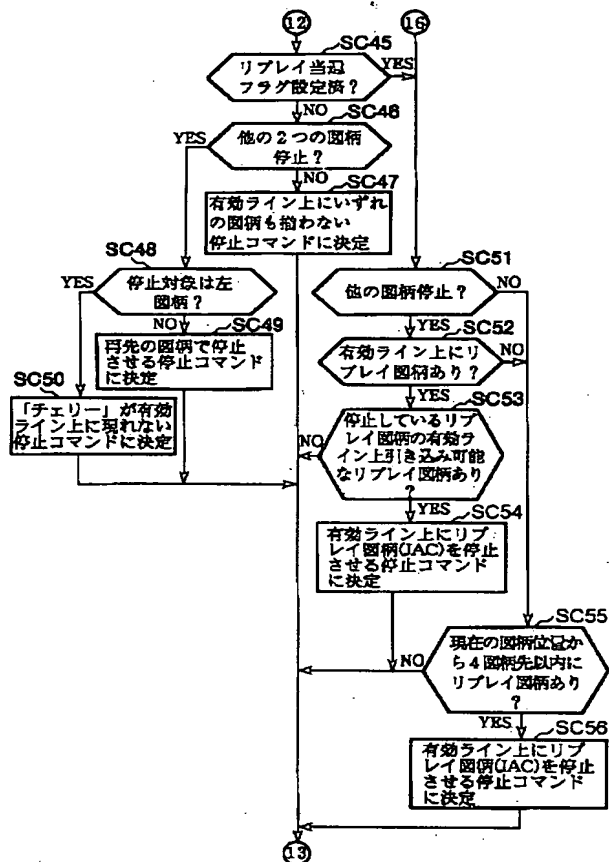 12
16
SC45
リプレイ当選
フラグ設定済？
YES
NO
SC46
YES
他の２つの図柄
停止？
NO
SC47
有効ライン上にいずれ
の図柄も揃わない
停止コマンドに決定
SC48
YES
停止対象は左
図柄？
NO
SC49
再先の図柄で停止
させる停止コマンド
に決定
SC50
「チェリー」が有効
ライン上に現れない
停止コマンドに決定
SC51
他の図柄停止？
NO
YES
SC52
有効ライン上にリ
プレイ図柄あり？
NO
YES
SC53
停止しているリプ
レイ図柄の有効ラ
イン上引き込み可能
なリプレイ図柄あり
？
NO
YES
SC54
有効ライン上にリプ
レイ図柄(JAC)を停止
させる停止コマンド
に決定
SC55
現在の図柄位置か
ら４図柄先以内に
リプレイ図柄あり
？
NO
YES
SC56
有効ライン上にリプ
レイ図柄(JAC)を停止
させる停止コマンド
に決定
13